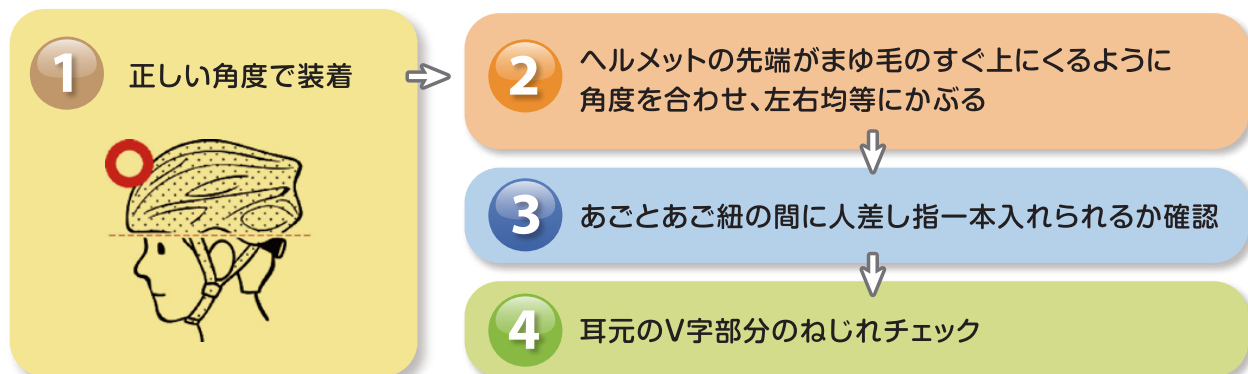 1
正しい角度で装着
2
ヘルメットの先端がまゆ毛のすぐ上にくるように
角度を合わせ、左右均等にかぶる
3
あごとあご紐の間に人差し指一本入れられるか確認
4
耳元のV字部分のねじれチェック